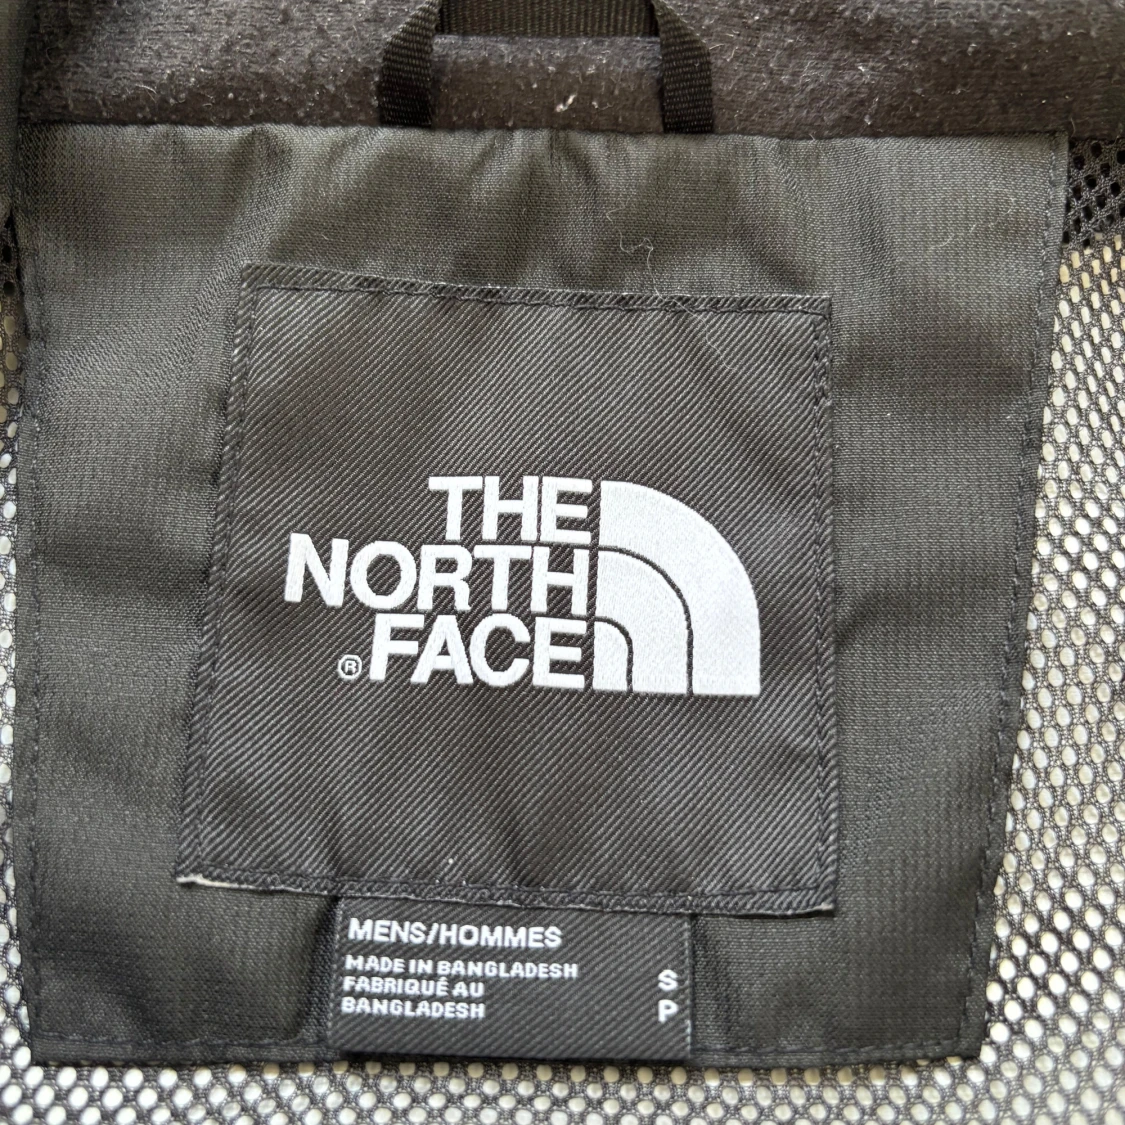 THE
NORTH
®FACE
MENS/HOMMES
MADE IN BANGLADESH
FABRIQUÉ AU
BANGLADESH
S
P